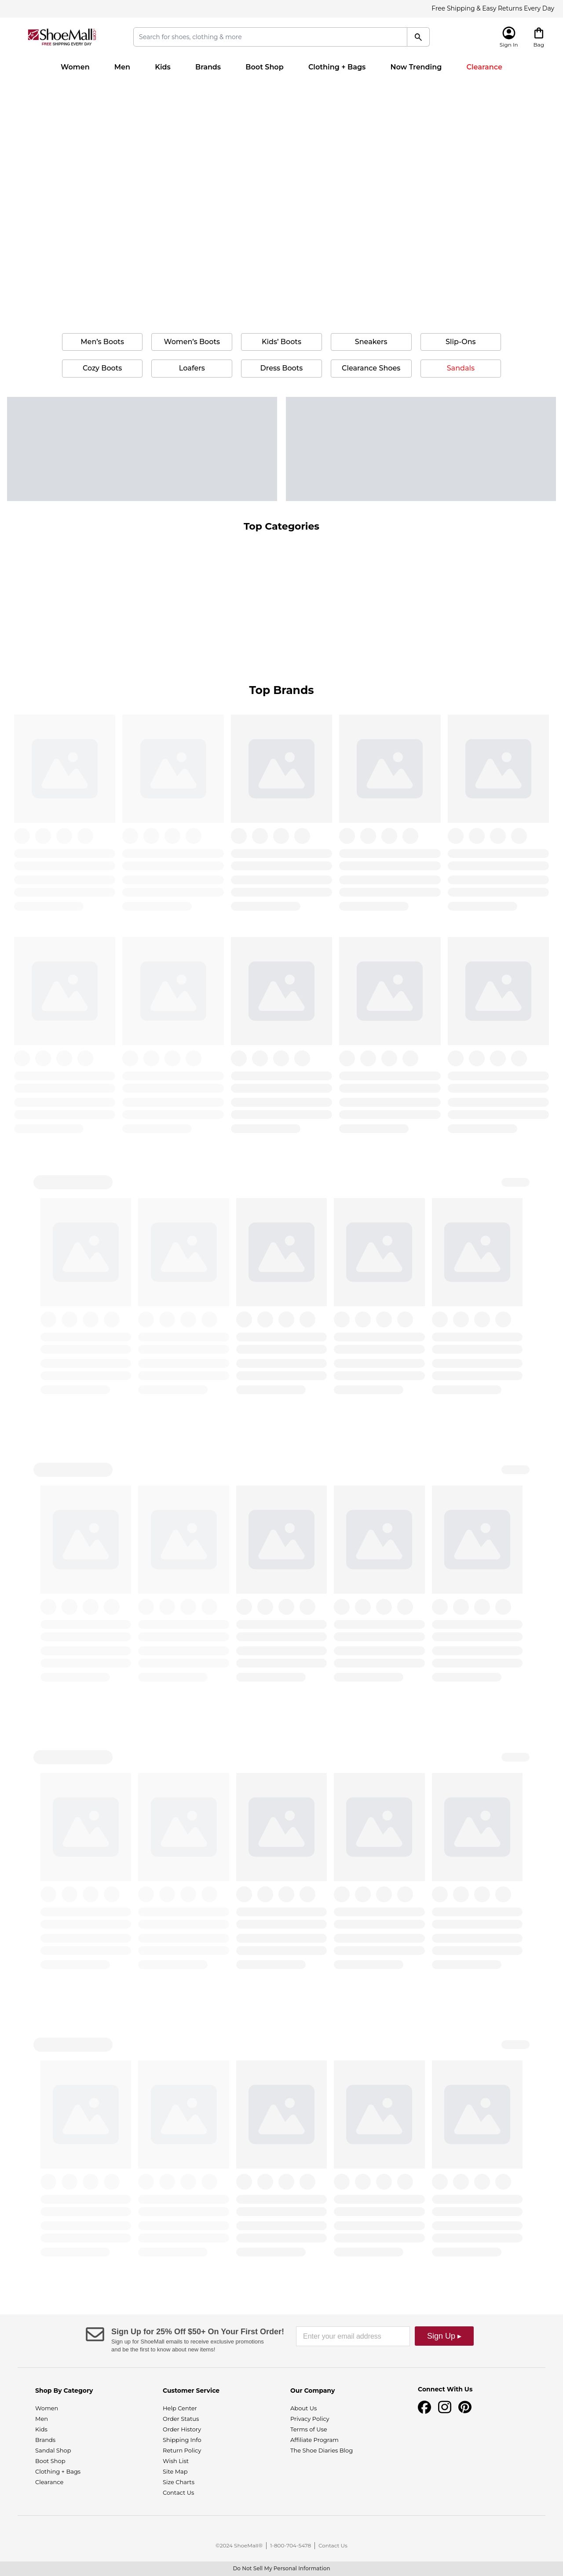 Free Shipping & Easy Returns Every Day
ShoeMall
FREE SHIPPING EVERY DAY
Search for shoes, clothing & more
Sign In
Bag
Women Men Kids Brands Boot Shop Clothing + Bags Now Trending Clearance
Men's Boots Women's Boots Kids' Boots Sneakers Slip-Ons
Cozy Boots Loafers Dress Boots Clearance Shoes Sandals
Top Categories
Top Brands
Sign Up for 25% Off $50+ On Your First Order!
Sign up for ShoeMall emails to receive exclusive promotions
and be the first to know about new items!
Enter your email address
Sign Up ▸
Shop By Category
Women
Men
Kids
Brands
Sandal Shop
Boot Shop
Clothing + Bags
Clearance
Customer Service
Help Center
Order Status
Order History
Shipping Info
Return Policy
Wish List
Site Map
Size Charts
Contact Us
Our Company
About Us
Privacy Policy
Terms of Use
Affiliate Program
The Shoe Diaries Blog
Connect With Us
©2024 ShoeMall® | 1-800-704-5478 | Contact Us
Do Not Sell My Personal Information